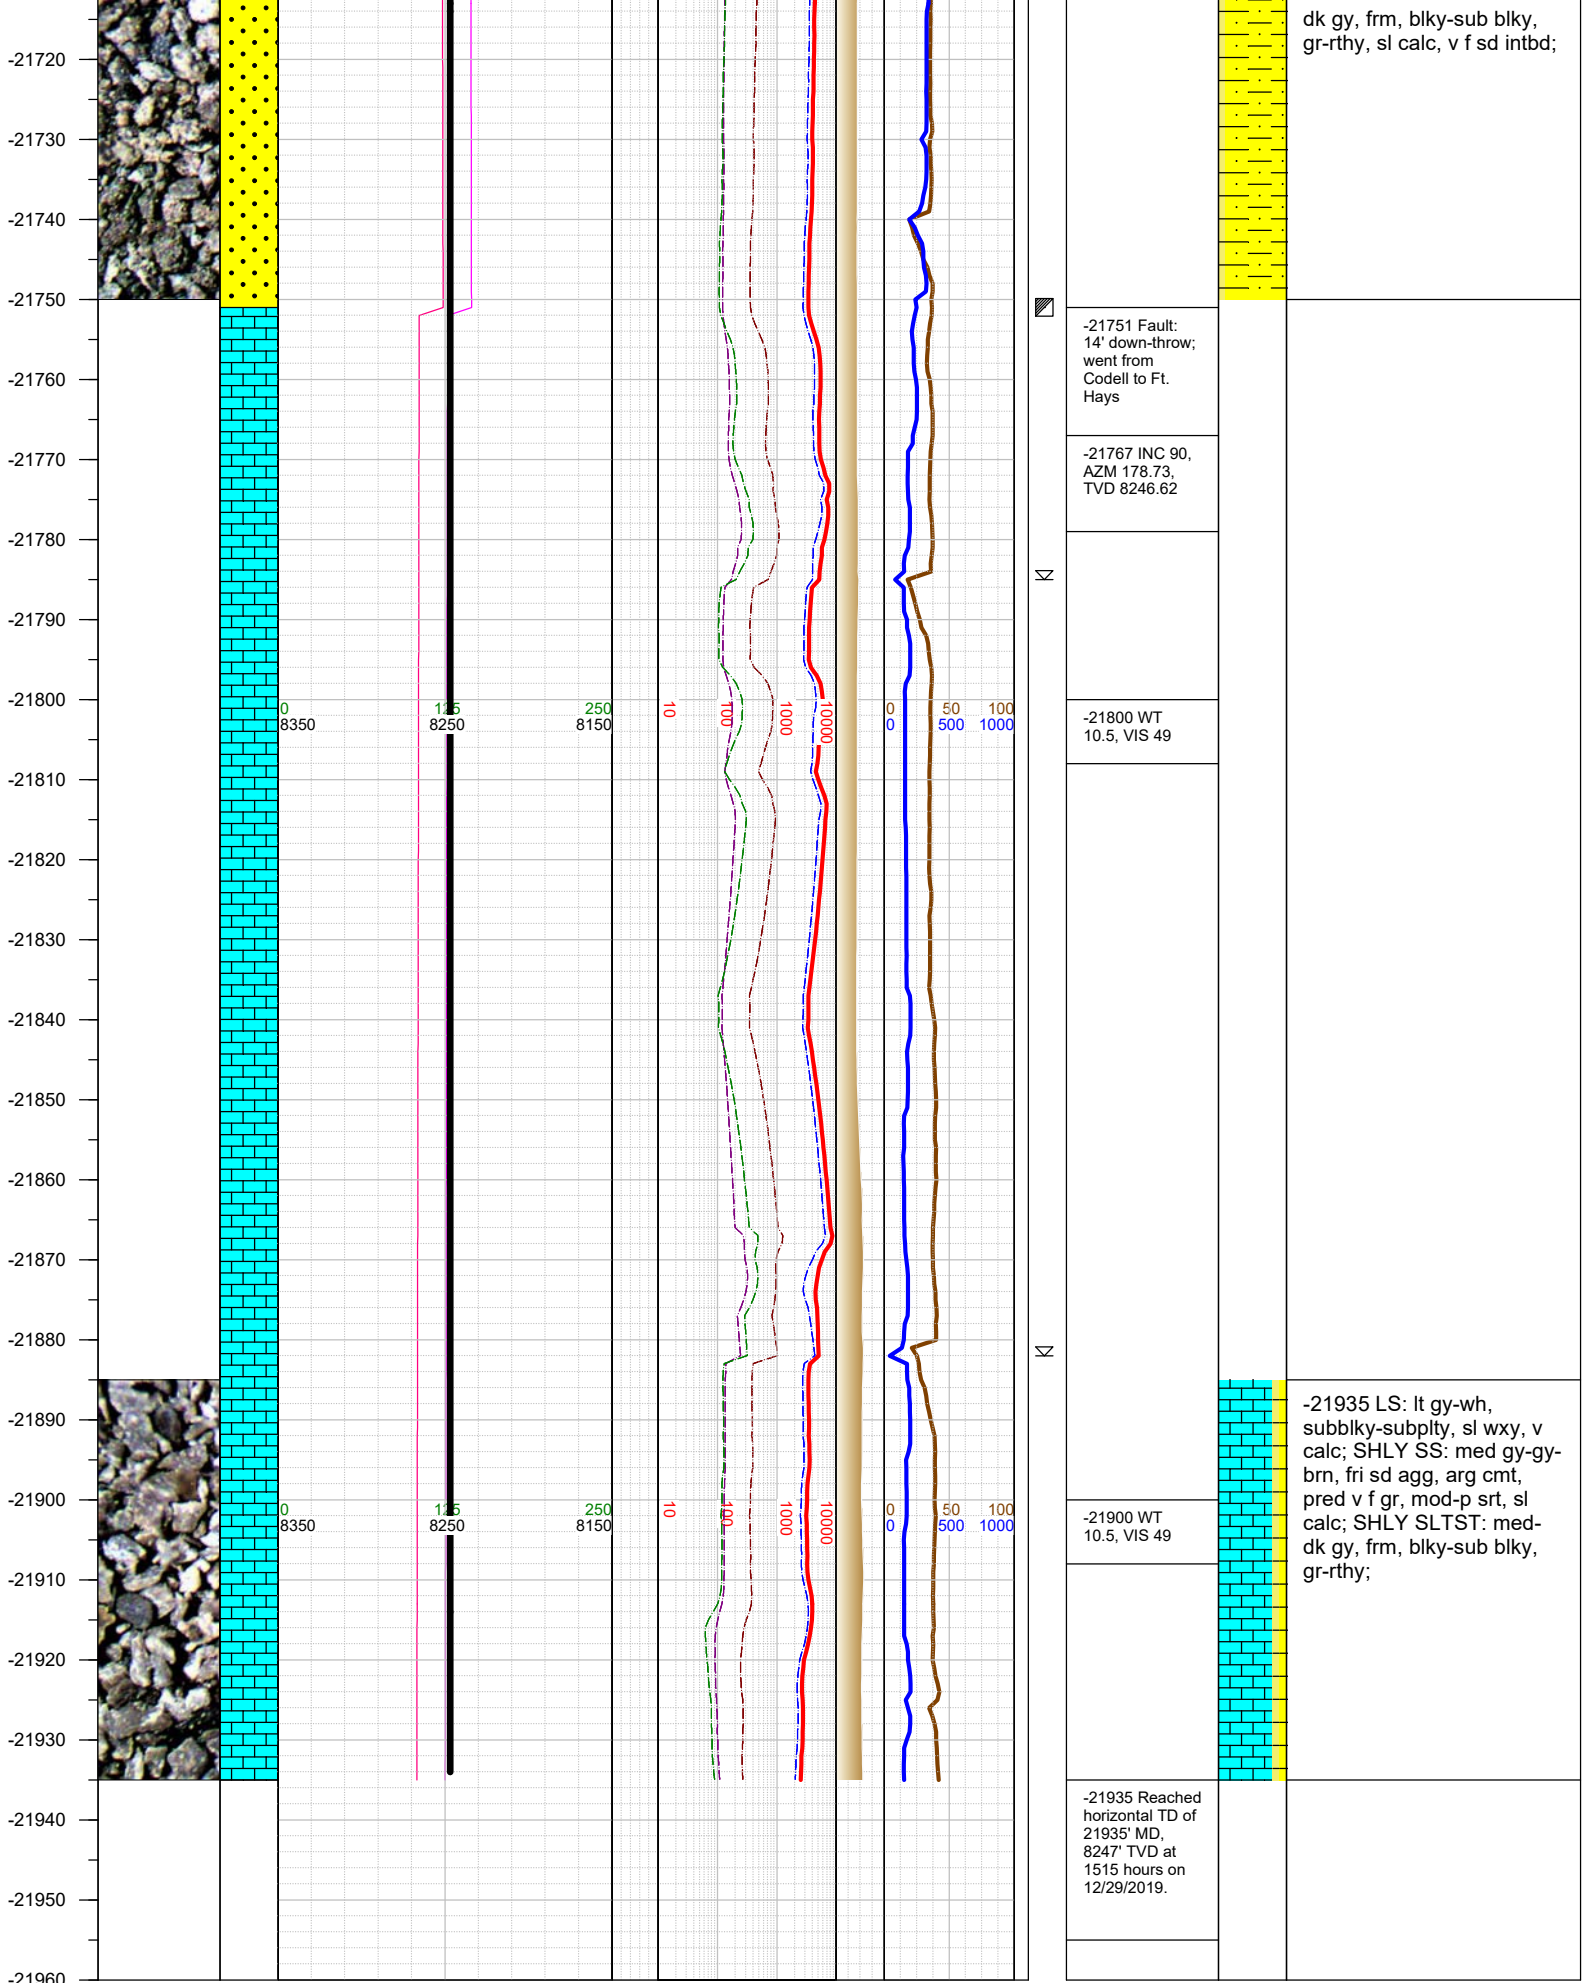 dk gy, frm, blky-sub blky,
gr-rthy, sl calc, v f sd intbd;
-21720
-21730
-21740
-21750
-21751 Fault:
14' down-throw;
went from
Codell to Ft.
Hays
-21760
-21767 INC 90,
AZM 178.73,
TVD 8246.62
-21770
-21780
-21790
-21800
0 125 250
8350 8250 8150
10 100 1000 10000
0 50 100
0 500 1000
-21800 WT
10.5, VIS 49
-21810
-21820
-21830
-21840
-21850
-21860
-21870
-21880
-21935 LS: lt gy-wh,
subblky-subplty, sl wxy, v
calc; SHLY SS: med gy-gy-
brn, fri sd agg, arg cmt,
pred v f gr, mod-p srt, sl
calc; SHLY SLTST: med-
dk gy, frm, blky-sub blky,
gr-rthy;
-21890
-21900
0 125 250
8350 8250 8150
10 100 1000 10000
0 50 100
0 500 1000
-21900 WT
10.5, VIS 49
-21910
-21920
-21930
-21935 Reached
horizontal TD of
21935' MD,
8247' TVD at
1515 hours on
12/29/2019.
-21940
-21950
-21960